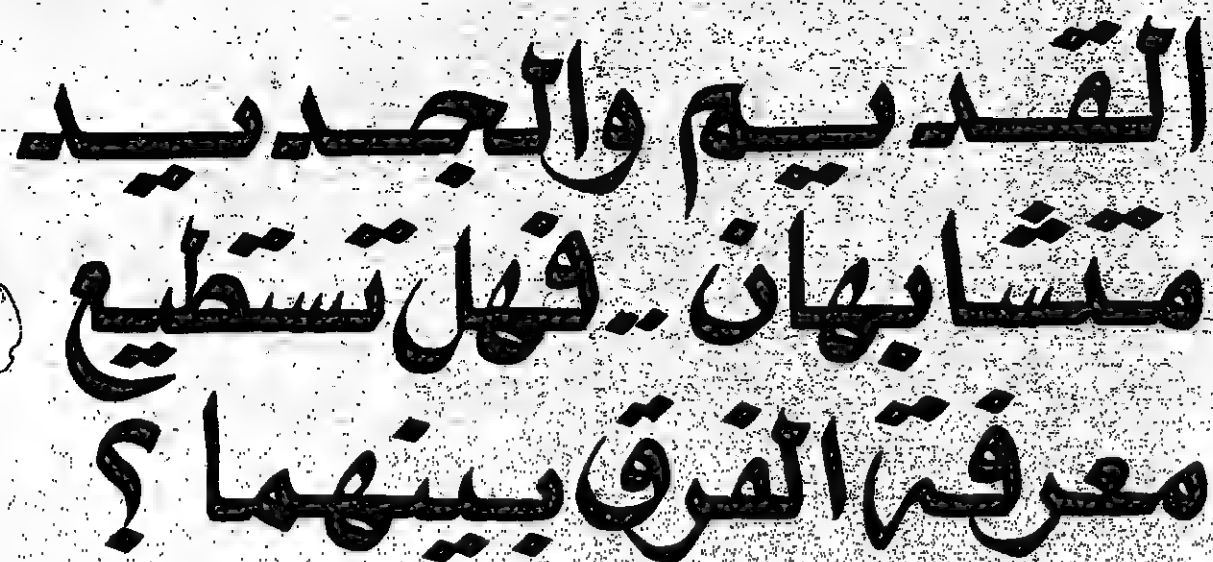 القديم والجديد
متشابهان .. فهل تستطيع
معرفة الفرق بينهما ؟